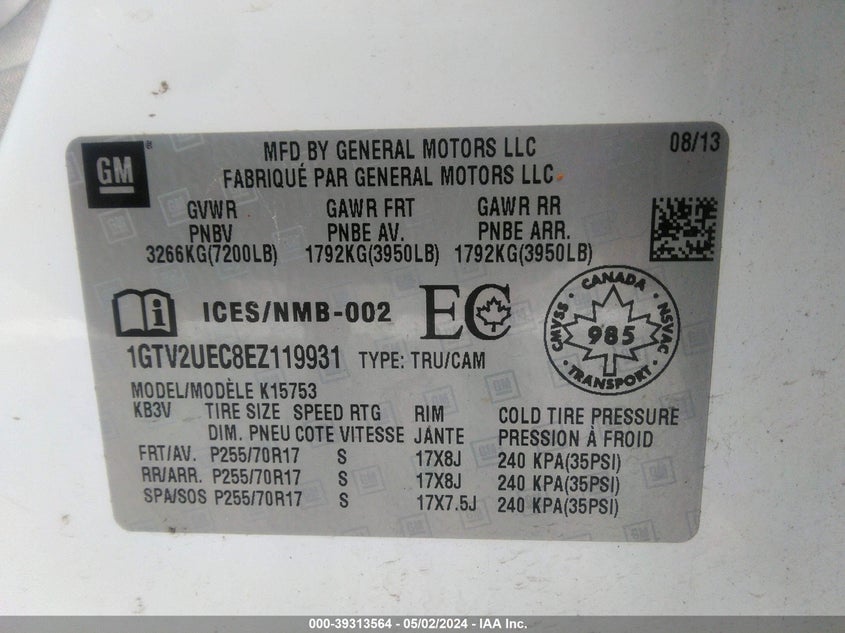 GM
MFD BY GENERAL MOTORS LLC
08/13
FABRIQUÉ PAR GENERAL MOTORS LLC
GVWR GAWR FRT GAWR RR
PNBV PNBE AV. PNBE ARR.
3266KG(7200LB) 1792KG(3950LB) 1792KG(3950LB)
i ICES/NMB-002 EC
CANADA
CMVSS 985 NSVAC
TRANSPORT
1GTV2UEC8EZ119931 TYPE: TRU/CAM
MODEL/MODÈLE K15753
KB3V TIRE SIZE SPEED RTG RIM COLD TIRE PRESSURE
DIM. PNEU COTE VITESSE JANTE PRESSION À FROID
FRT/AV. P255/70R17 S 17X8J 240 KPA(35PSI)
RR/ARR. P255/70R17 S 17X8J 240 KPA(35PSI)
SPA/SOS P255/70R17 S 17X7.5J 240 KPA(35PSI)
000-39313564 - 05/02/2024 - IAA Inc.